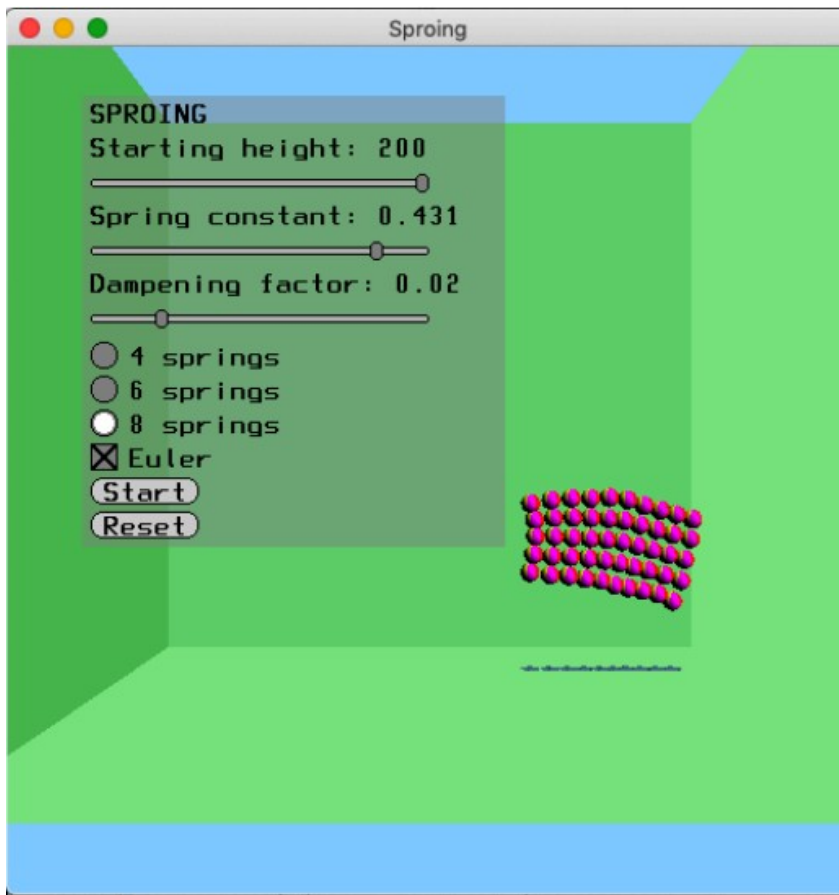 Sproing
SPROING
Starting height: 200
Spring constant: 0.431
Dampening factor: 0.02
4 springs
6 springs
8 springs
Euler
Start
Reset